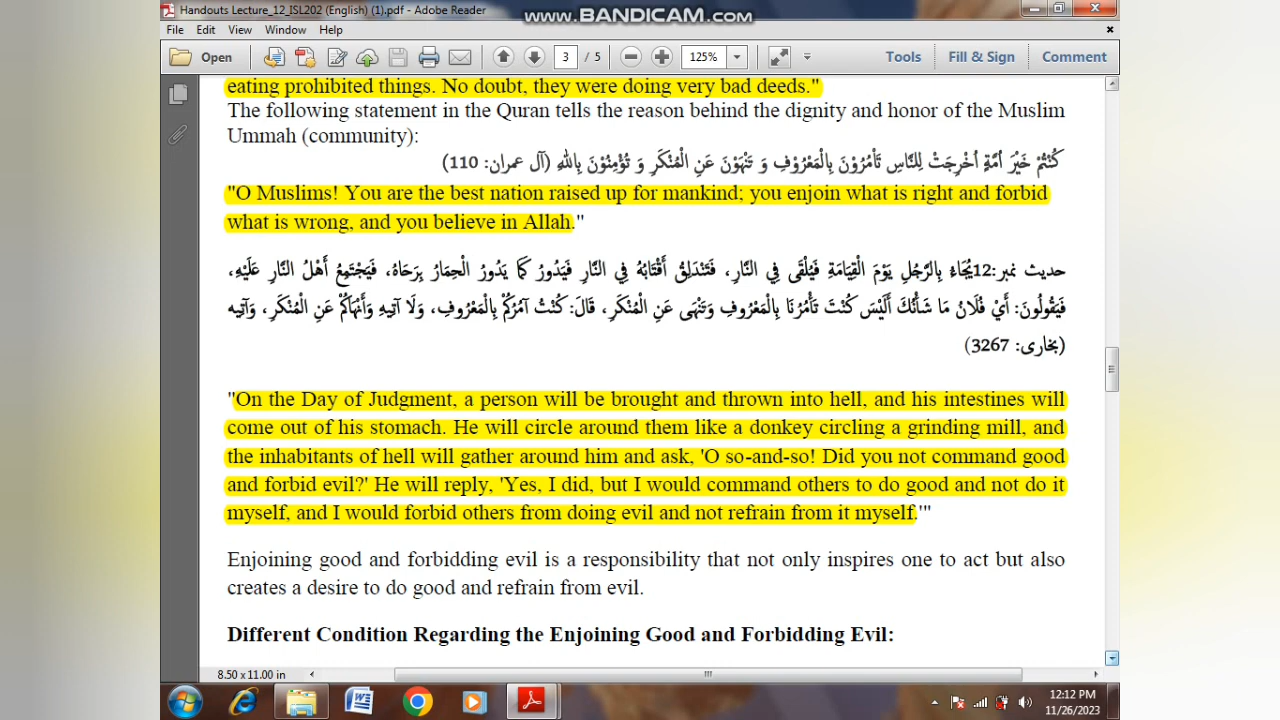 Handouts Lecture_12_ISL202 (English) (1).pdf - Adobe Reader
www.BANDICAM.com
File Edit View Window Help
Open 3 / 5 125% Tools Fill & Sign Comment
eating prohibited things. No doubt, they were doing very bad deeds."
The following statement in the Quran tells the reason behind the dignity and honor of the Muslim
Ummah (community):
كُنْتُمْ خَيْرَ اُمَّةٍ اُخْرِجَتْ لِلنَّاسِ تَاْمُرُوْنَ بِالْمَعْرُوْفِ وَ تَنْهَوْنَ عَنِ الْمُنْكَرِ وَ تُؤْمِنُوْنَ بِاللهِ (آل عمران: 110)
"O Muslims! You are the best nation raised up for mankind; you enjoin what is right and forbid
what is wrong, and you believe in Allah."
حدیث نمبر:12يُجَاءُ بِالرَّجُلِ يَوْمَ الْقِيَامَةِ فَيُلْقَى فِي النَّارِ، فَتَنْدَلِقُ أَقْتَابُهُ فِي النَّارِ فَيَدُورُ كَمَا يَدُورُ الْحِمَارُ بِرَحَاهُ، فَيَجْتَمِعُ أَهْلُ النَّارِ عَلَيْهِ،
فَيَقُولُونَ: أَيْ فُلَانُ مَا شَأْنُكَ أَلَيْسَ كُنْتَ تَأْمُرُنَا بِالْمَعْرُوفِ وَتَنْهَى عَنِ الْمُنْكَرِ، قَالَ: كُنْتُ آمُرُكُمْ بِالْمَعْرُوفِ، وَلَا آتِيهِ وَأَنْهَاكُمْ عَنِ الْمُنْكَرِ، وَآتِيه
(بخاری: 3267)
"On the Day of Judgment, a person will be brought and thrown into hell, and his intestines will
come out of his stomach. He will circle around them like a donkey circling a grinding mill, and
the inhabitants of hell will gather around him and ask, 'O so-and-so! Did you not command good
and forbid evil?' He will reply, 'Yes, I did, but I would command others to do good and not do it
myself, and I would forbid others from doing evil and not refrain from it myself.'"
Enjoining good and forbidding evil is a responsibility that not only inspires one to act but also
creates a desire to do good and refrain from evil.
Different Condition Regarding the Enjoining Good and Forbidding Evil:
8.50 x 11.00 in
12:12 PM
11/26/2023